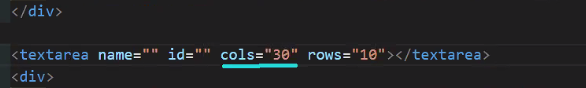 </div>
<textarea name="" id="" cols="30" rows="10"></textarea>
<div>